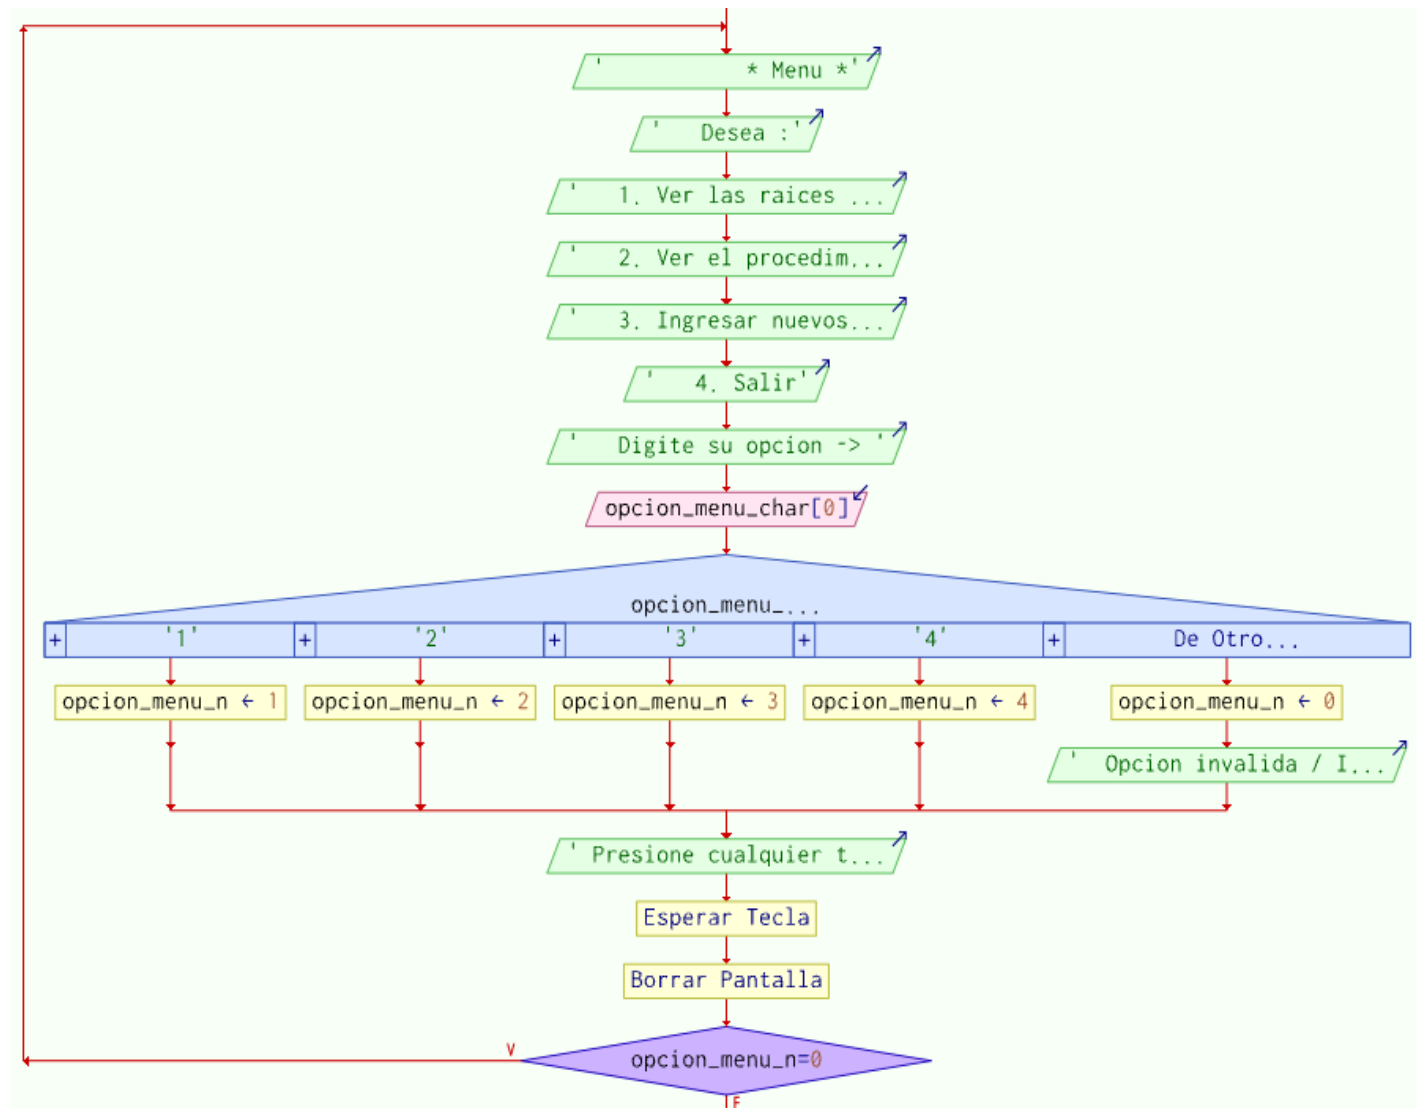 '           * Menu *'
'   Desea :'
'   1. Ver las raices ...
'   2. Ver el procedim...
'   3. Ingresar nuevos...
'   4. Salir'
'   Digite su opcion -> '
opcion_menu_char[0]
opcion_menu_...
+ '1' + '2' + '3' + '4' + De Otro...
opcion_menu_n ← 1 opcion_menu_n ← 2 opcion_menu_n ← 3 opcion_menu_n ← 4 opcion_menu_n ← 0
'  Opcion invalida / I...
' Presione cualquier t...
Esperar Tecla
Borrar Pantalla
V
opcion_menu_n=0
F